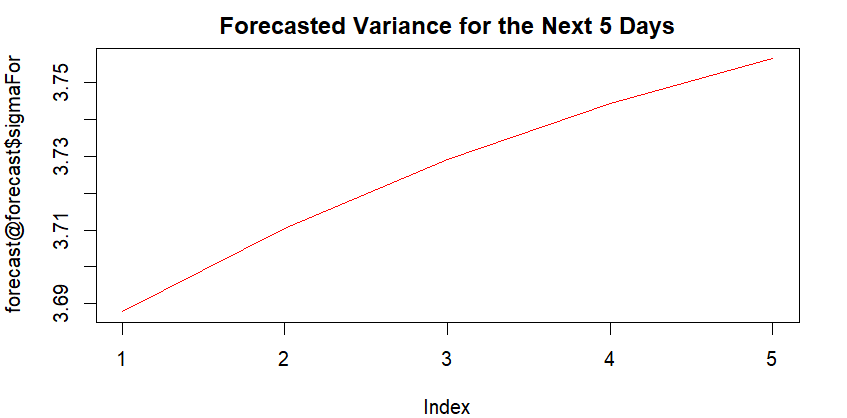 Forecasted Variance for the Next 5 Days
forecast@forecast$sigmaFor
3.75
3.73
3.71
3.69
1 2 3 4 5
Index